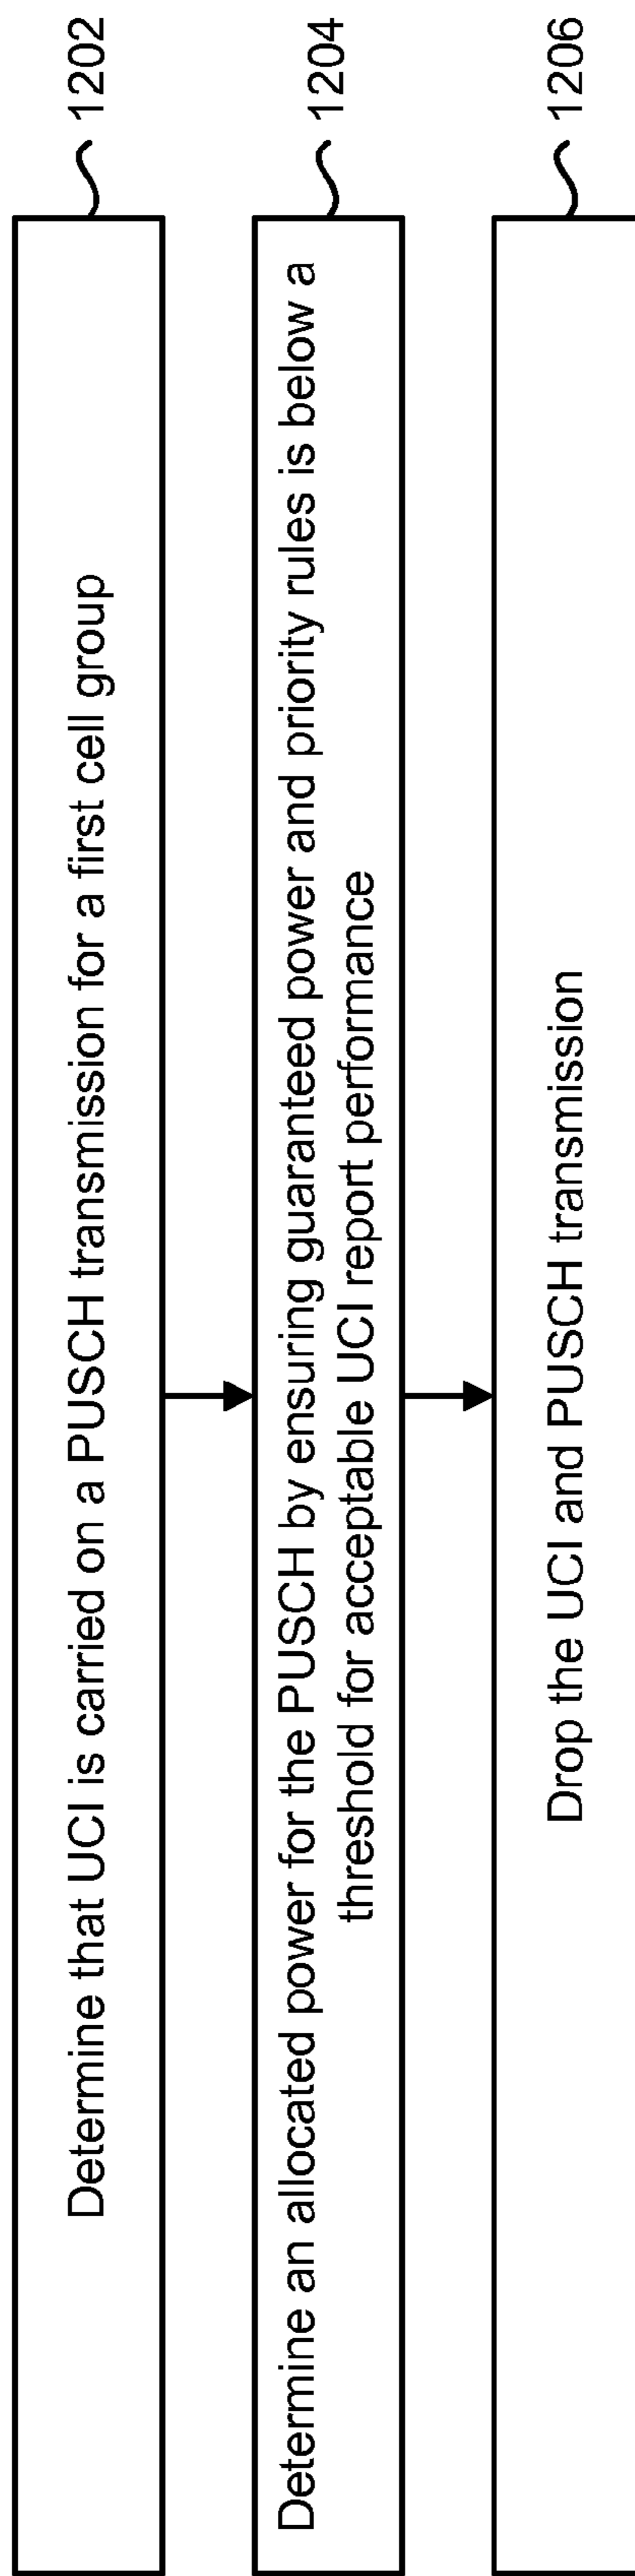 Determine that UCI is carried on a PUSCH transmission for a first cell group
1202
Determine an allocated power for the PUSCH by ensuring guaranteed power and priority rules is below a
threshold for acceptable UCI report performance
1204
Drop the UCI and PUSCH transmission
1206